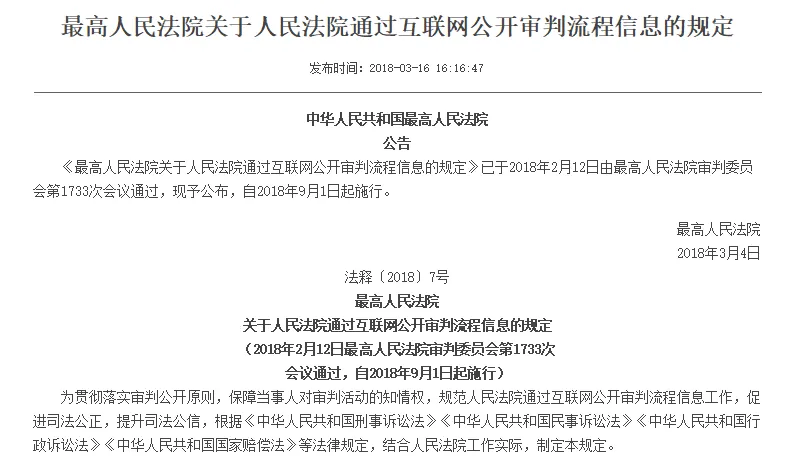 最高人民法院关于人民法院通过互联网公开审判流程信息的规定
发布时间：2018-03-16 16:16:47
中华人民共和国最高人民法院
公告
《最高人民法院关于人民法院通过互联网公开审判流程信息的规定》已于2018年2月12日由最高人民法院审判委员
会第1733次会议通过，现予公布，自2018年9月1日起施行。
最高人民法院
2018年3月4日
法释〔2018〕7号
最高人民法院
关于人民法院通过互联网公开审判流程信息的规定
（2018年2月12日最高人民法院审判委员会第1733次
会议通过，自2018年9月1日起施行）
为贯彻落实审判公开原则，保障当事人对审判活动的知情权，规范人民法院通过互联网公开审判流程信息工作，促
进司法公正，提升司法公信，根据《中华人民共和国刑事诉讼法》《中华人民共和国民事诉讼法》《中华人民共和国行
政诉讼法》《中华人民共和国国家赔偿法》等法律规定，结合人民法院工作实际，制定本规定。